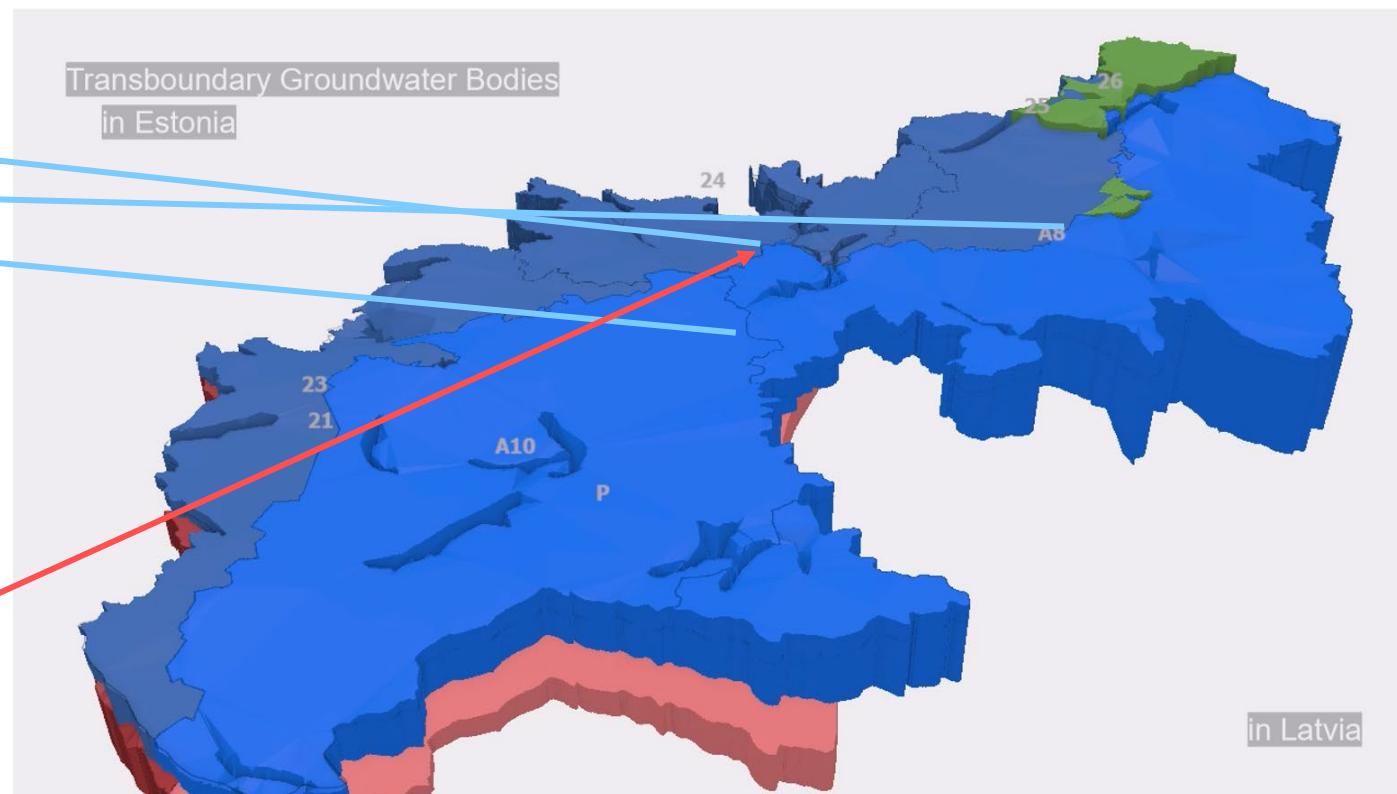 Transboundary Groundwater Bodies
in Estonia
26
25
24
A8
23
21
A10
P
in Latvia